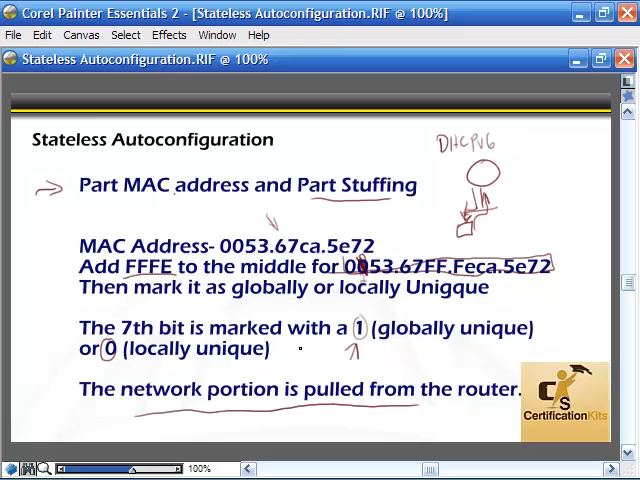 Corel Painter Essentials 2 - [Stateless Autoconfiguration.RIF @ 100%]
File Edit Canvas Select Effects Window Help
Stateless Autoconfiguration.RIF @ 100%
Stateless Autoconfiguration
DHCPv6
Part MAC address and Part Stuffing
MAC Address- 0053.67ca.5e72
Add FFFE to the middle for 0053.67FF.Feca.5e72
Then mark it as globally or locally Unigque
The 7th bit is marked with a 1 (globally unique)
or 0 (locally unique)
The network portion is pulled from the router.
CS
CertificationKits
100%